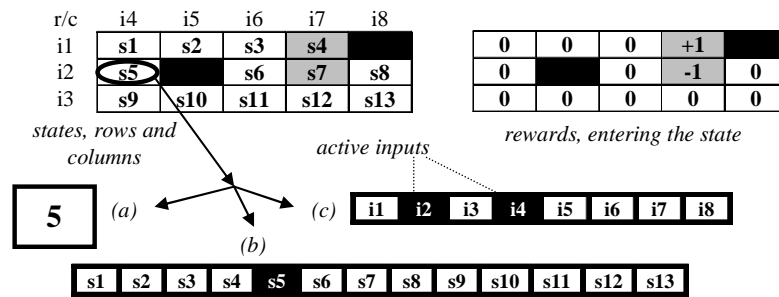 r/c i4 i5 i6 i7 i8
i1 s1 s2 s3 s4
i2 s5 s6 s7 s8
i3 s9 s10 s11 s12 s13
0 0 0 +1
0 0 -1 0
0 0 0 0 0
states, rows and
columns
rewards, entering the state
active inputs
5
(a)
(b)
(c)
i1 i2 i3 i4 i5 i6 i7 i8
s1 s2 s3 s4 s5 s6 s7 s8 s9 s10 s11 s12 s13